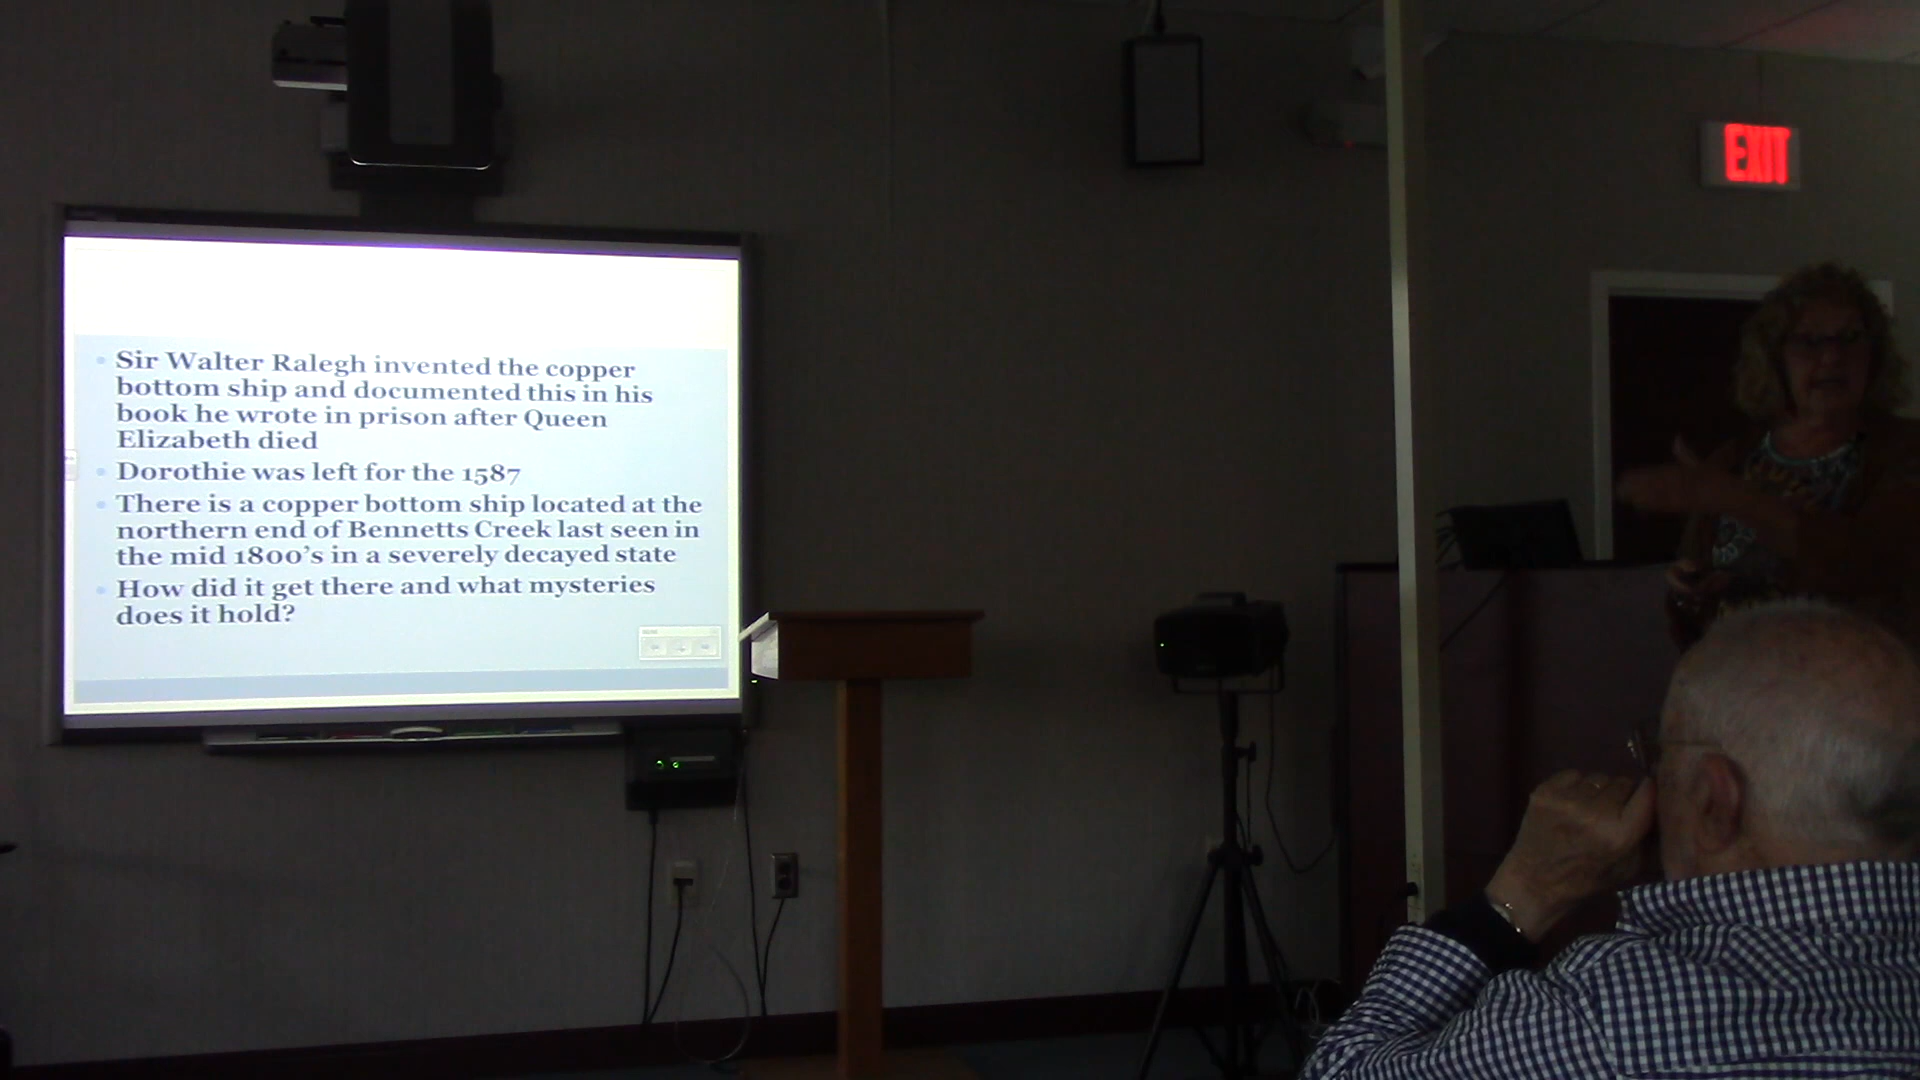 Sir Walter Ralegh invented the copper
bottom ship and documented this in his
book he wrote in prison after Queen
Elizabeth died
Dorothie was left for the 1587
There is a copper bottom ship located at the
northern end of Bennetts Creek last seen in
the mid 1800's in a severely decayed state
How did it get there and what mysteries
does it hold?
EXIT